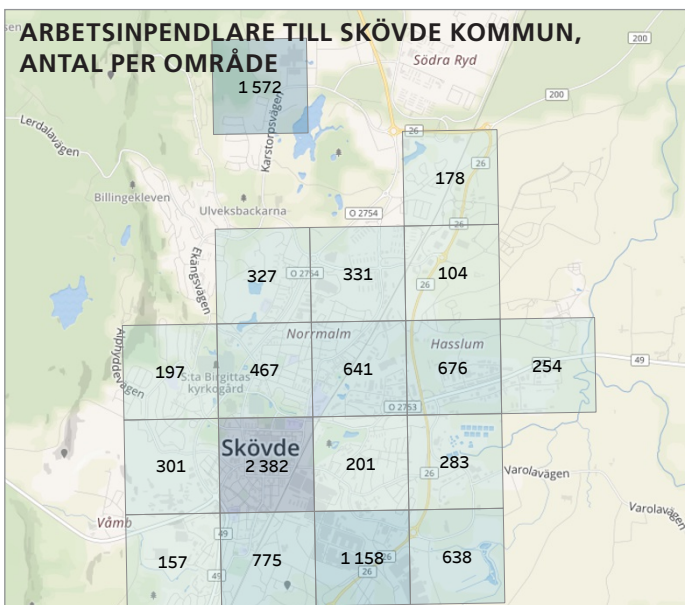 ARBETSINPENDLARE TILL SKÖVDE KOMMUN,
ANTAL PER OMRÅDE
200
Södra Ryd
1 572
200
Lerdalavägen
Karstorpsvägen
26
26
178
Billingekleven
Ulveksbackarna
O 2754
26
Ekängsvägen
327
O 2754
331
104
26
Norrmalm
Hasslum
Alphyddevägen
197
467
641
676
254
49
S:ta Birgittas
kyrkogård
O 2753
Skövde
301
2 382
201
283
26
Varolavägen
Varolavägen
Våmb
49
157
775
1 158
26
638
49
26